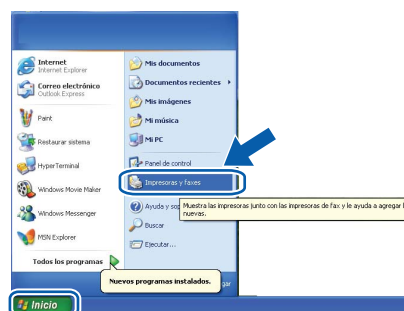 Internet
Internet Explorer
Correo electrónico
Outlook Express
Paint
Restaurar sistema
HyperTerminal
Windows Movie Maker
Windows Messenger
MSN Explorer
Todos los programas
Mis documentos
Documentos recientes
Mis imágenes
Mi música
Mi PC
Panel de control
Impresoras y faxes
Ayuda y sop
Muestra las impresoras junto con las impresoras de fax y le ayuda a agregar
nuevas.
Buscar
Ejecutar...
Nuevos programas instalados.
gar
Inicio